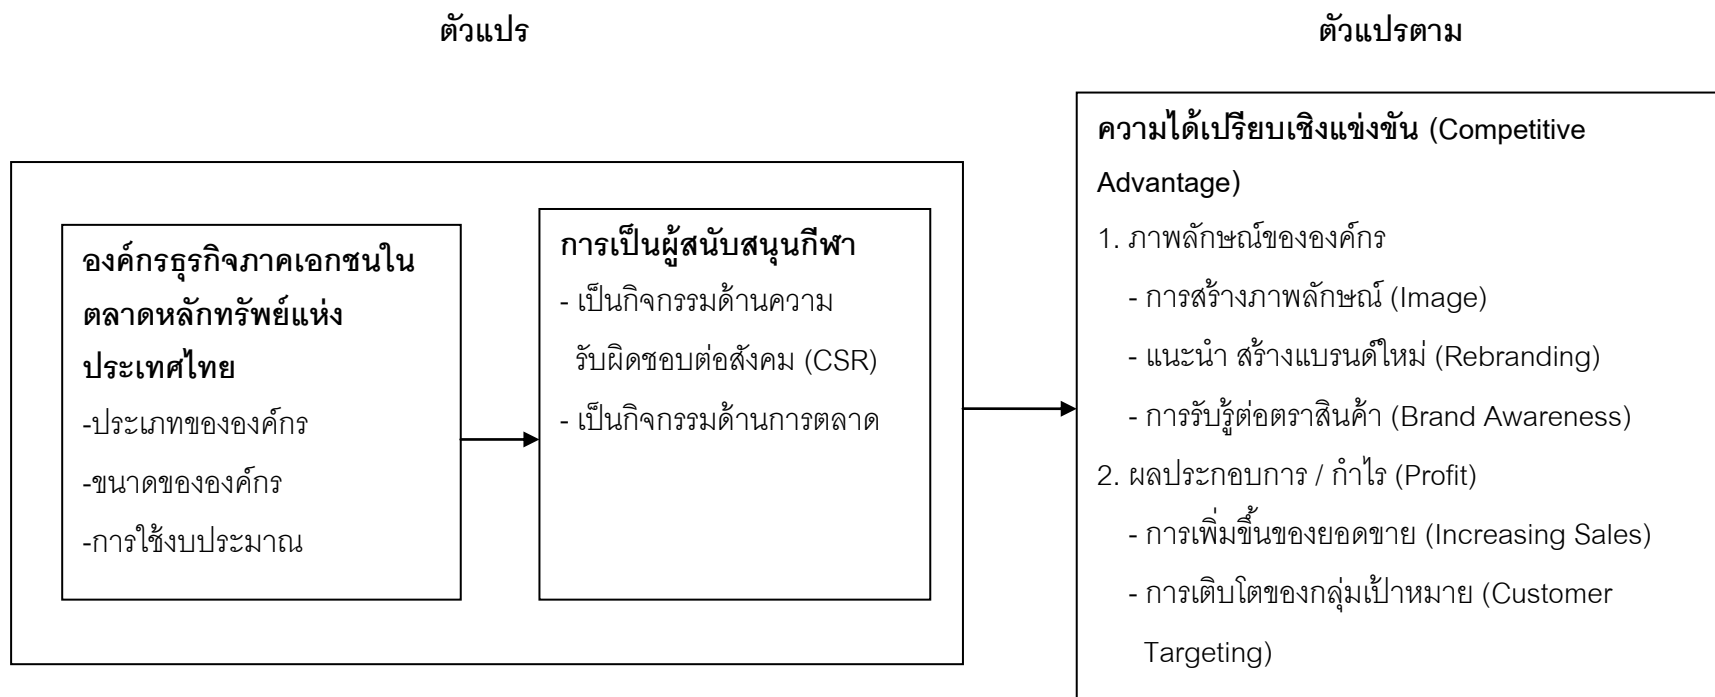 ตัวแปร
ตัวแปรตาม
องค์กรธุรกิจภาคเอกชนใน
ตลาดหลักทรัพย์แห่ง
ประเทศไทย
-ประเภทขององค์กร
-ขนาดขององค์กร
-การใช้งบประมาณ
การเป็นผู้สนับสนุนกีฬา
- เป็นกิจกรรมด้านความ
รับผิดชอบต่อสังคม (CSR)
- เป็นกิจกรรมด้านการตลาด
ความได้เปรียบเชิงแข่งขัน (Competitive
Advantage)
1. ภาพลักษณ์ขององค์กร
- การสร้างภาพลักษณ์ (Image)
- แนะนำ สร้างแบรนด์ใหม่ (Rebranding)
- การรับรู้ต่อตราสินค้า (Brand Awareness)
2. ผลประกอบการ / กำไร (Profit)
- การเพิ่มขึ้นของยอดขาย (Increasing Sales)
- การเติบโตของกลุ่มเป้าหมาย (Customer
Targeting)